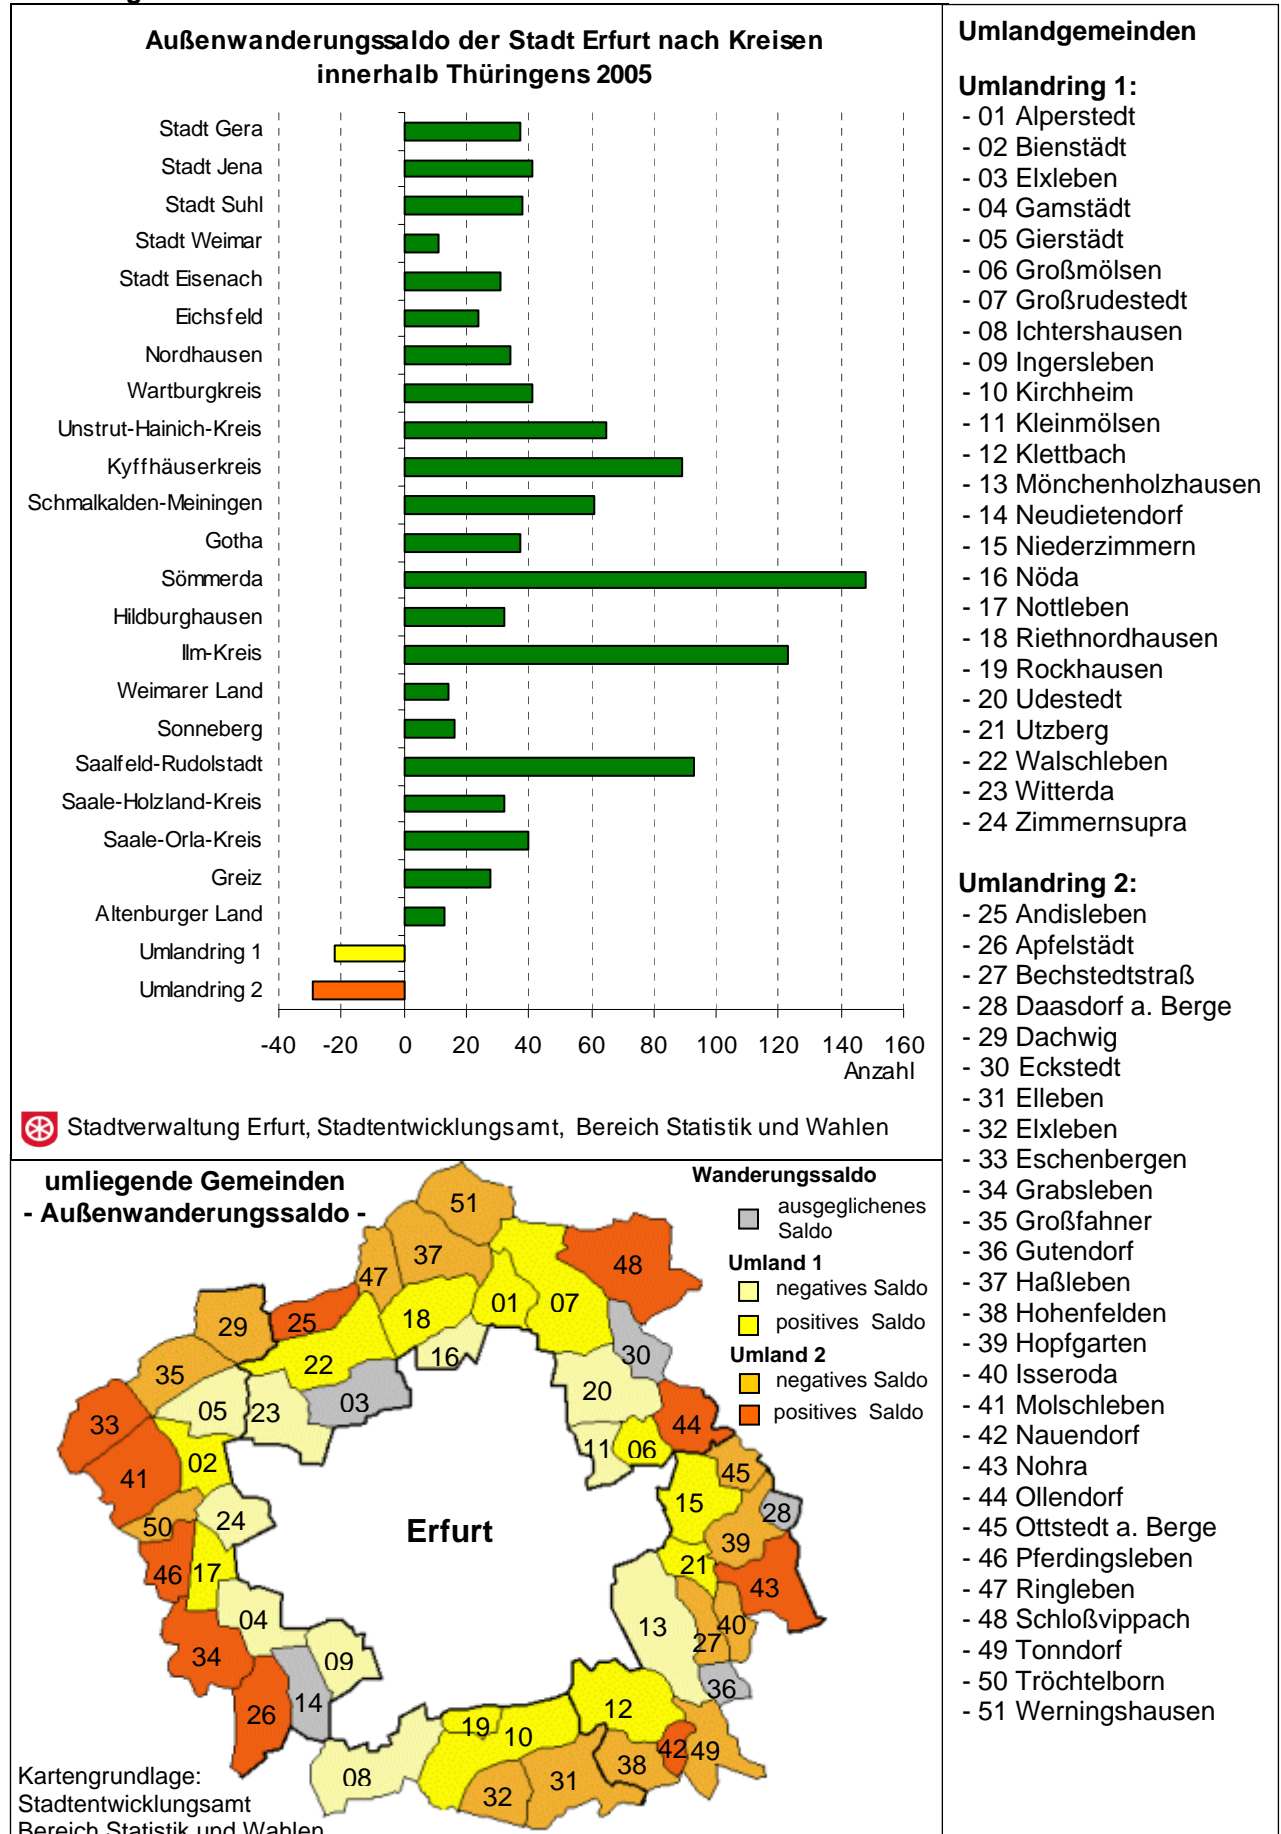 Außenwanderungssaldo der Stadt Erfurt nach Kreisen
innerhalb Thüringens 2005
Stadt Gera
Stadt Jena
Stadt Suhl
Stadt Weimar
Stadt Eisenach
Eichsfeld
Nordhausen
Wartburgkreis
Unstrut-Hainich-Kreis
Kyffhäuserkreis
Schmalkalden-Meiningen
Gotha
Sömmerda
Hildburghausen
Ilm-Kreis
Weimarer Land
Sonneberg
Saalfeld-Rudolstadt
Saale-Holzland-Kreis
Saale-Orla-Kreis
Greiz
Altenburger Land
Umlandring 1
Umlandring 2
-40 -20 0 20 40 60 80 100 120 140 160
Anzahl
Stadtverwaltung Erfurt, Stadtentwicklungsamt, Bereich Statistik und Wahlen
Umlandgemeinden
Umlandring 1:
- 01 Alperstedt
- 02 Bienstädt
- 03 Elxleben
- 04 Gamstädt
- 05 Gierstädt
- 06 Großmölsen
- 07 Großrudestedt
- 08 Ichtershausen
- 09 Ingersleben
- 10 Kirchheim
- 11 Kleinmölsen
- 12 Klettbach
- 13 Mönchenholzhausen
- 14 Neudietendorf
- 15 Niederzimmern
- 16 Nöda
- 17 Nottleben
- 18 Riethnordhausen
- 19 Rockhausen
- 20 Udestedt
- 21 Utzberg
- 22 Walschleben
- 23 Witterda
- 24 Zimmernsupra
Umlandring 2:
- 25 Andisleben
- 26 Apfelstädt
- 27 Bechstedtstraß
- 28 Daasdorf a. Berge
- 29 Dachwig
- 30 Eckstedt
- 31 Elleben
- 32 Elxleben
- 33 Eschenbergen
- 34 Grabsleben
- 35 Großfahner
- 36 Gutendorf
- 37 Haßleben
- 38 Hohenfelden
- 39 Hopfgarten
- 40 Isseroda
- 41 Molschleben
- 42 Nauendorf
- 43 Nohra
- 44 Ollendorf
- 45 Ottstedt a. Berge
- 46 Pferdingsleben
- 47 Ringleben
- 48 Schloßvippach
- 49 Tonndorf
- 50 Tröchtelborn
- 51 Werningshausen
umliegende Gemeinden
- Außenwanderungssaldo -
Wanderungssaldo
ausgeglichenes
Saldo
Umland 1
negatives Saldo
positives Saldo
Umland 2
negatives Saldo
positives Saldo
51
37
48
47
01
07
18
25
29
22
16
30
35
03
20
05
23
33
44
02
11
06
41
45
15
24
28
50
Erfurt
39
21
46
17
43
04
13
40
27
34
09
36
14
26
12
19
10
42
49
38
08
31
32
Kartengrundlage:
Stadtentwicklungsamt
Bereich Statistik und Wahlen